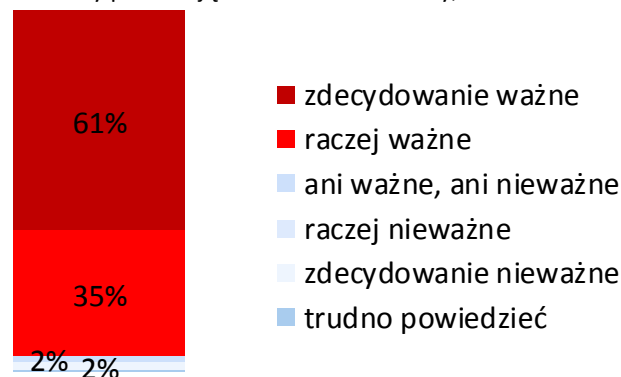 61%
35%
2% 2%
zdecydowanie ważne
raczej ważne
ani ważne, ani nieważne
raczej nieważne
zdecydowanie nieważne
trudno powiedzieć